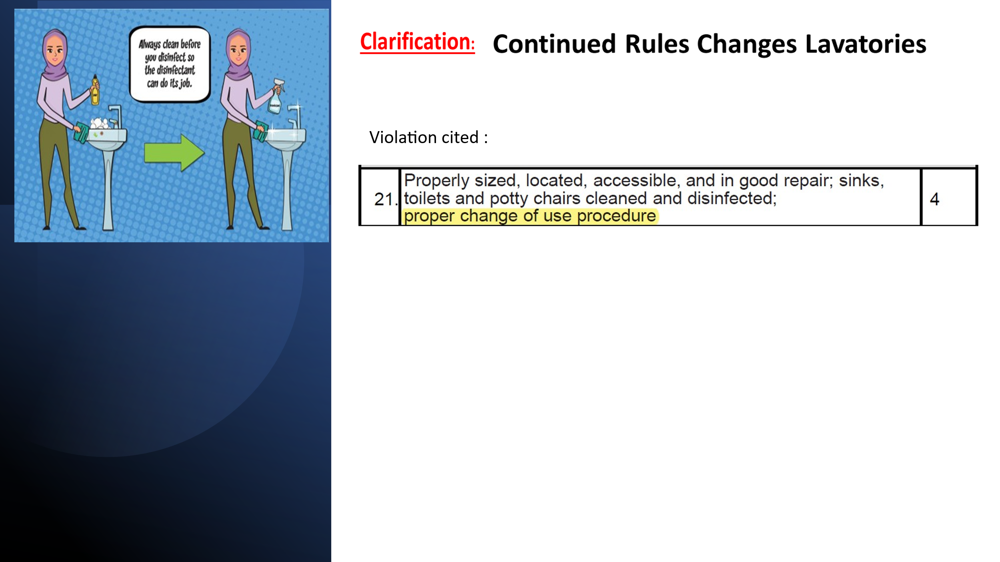 Always clean before
you disinfect so
the disinfectant
can do its job.
Clarification: Continued Rules Changes Lavatories
Violation cited :
21. Properly sized, located, accessible, and in good repair; sinks, 4
toilets and potty chairs cleaned and disinfected;
proper change of use procedure